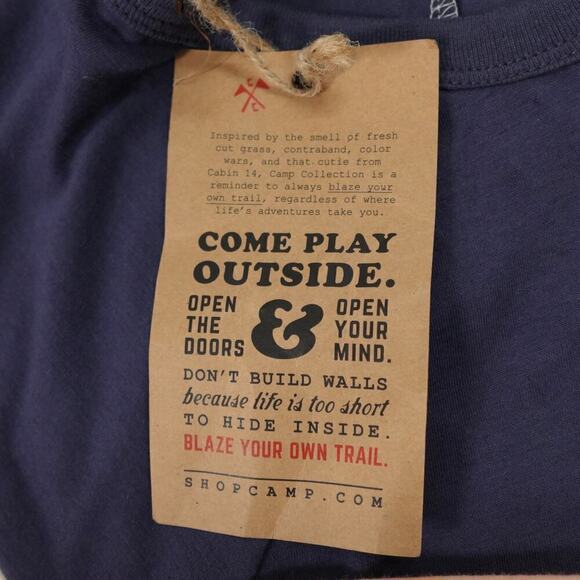 C C
Inspired by the smell of fresh
cut grass, contraband, color
wars, and that cutie from
Cabin 14, Camp Collection is a
reminder to always blaze your
own trail, regardless of where
life's adventures take you.
COME PLAY
OUTSIDE.
OPEN
THE
DOORS
&
OPEN
YOUR
MIND.
DON'T BUILD WALLS
because life is too short
TO HIDE INSIDE.
BLAZE YOUR OWN TRAIL.
SHOPCAMP.COM